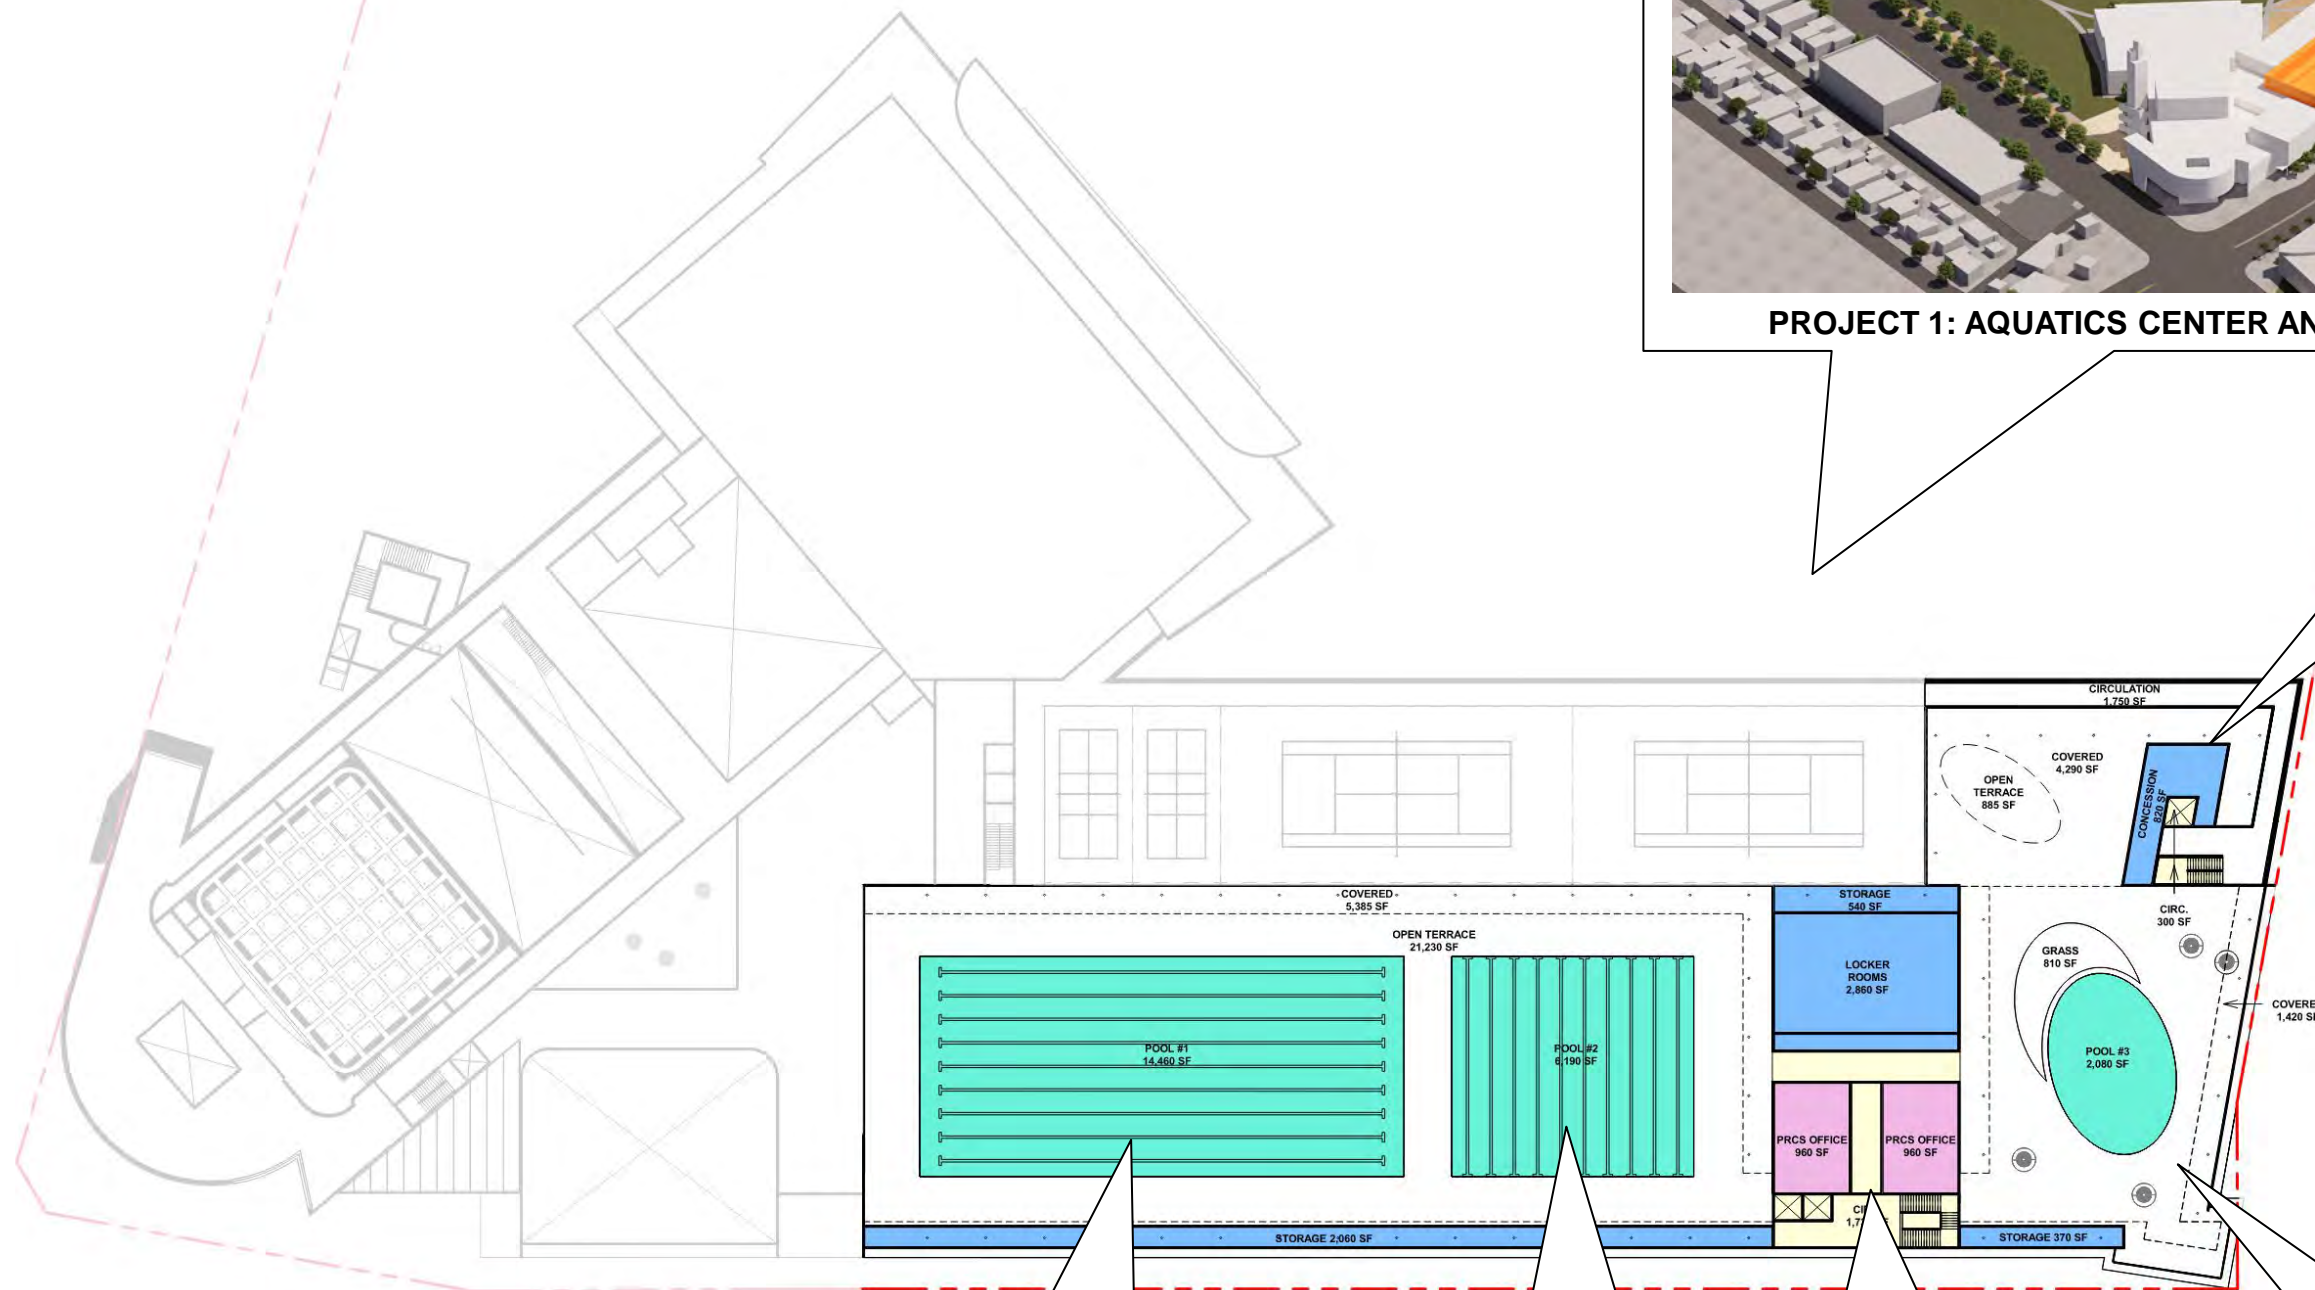 PROJECT 1: AQUATICS CENTER AN
CIRCULATION
1,750 SF
COVERED
4,290 SF
OPEN
TERRACE
885 SF
CONCESSION
820 SF
COVERED
5,385 SF
STORAGE
540 SF
CIRC.
300 SF
OPEN TERRACE
21,230 SF
GRASS
810 SF
LOCKER
ROOMS
2,860 SF
COVERE
1,420 SF
POOL #1
14,460 SF
POOL #2
6,190 SF
POOL #3
2,080 SF
PRCS OFFICE
960 SF
PRCS OFFICE
960 SF
STORAGE 2,060 SF
STORAGE 370 SF